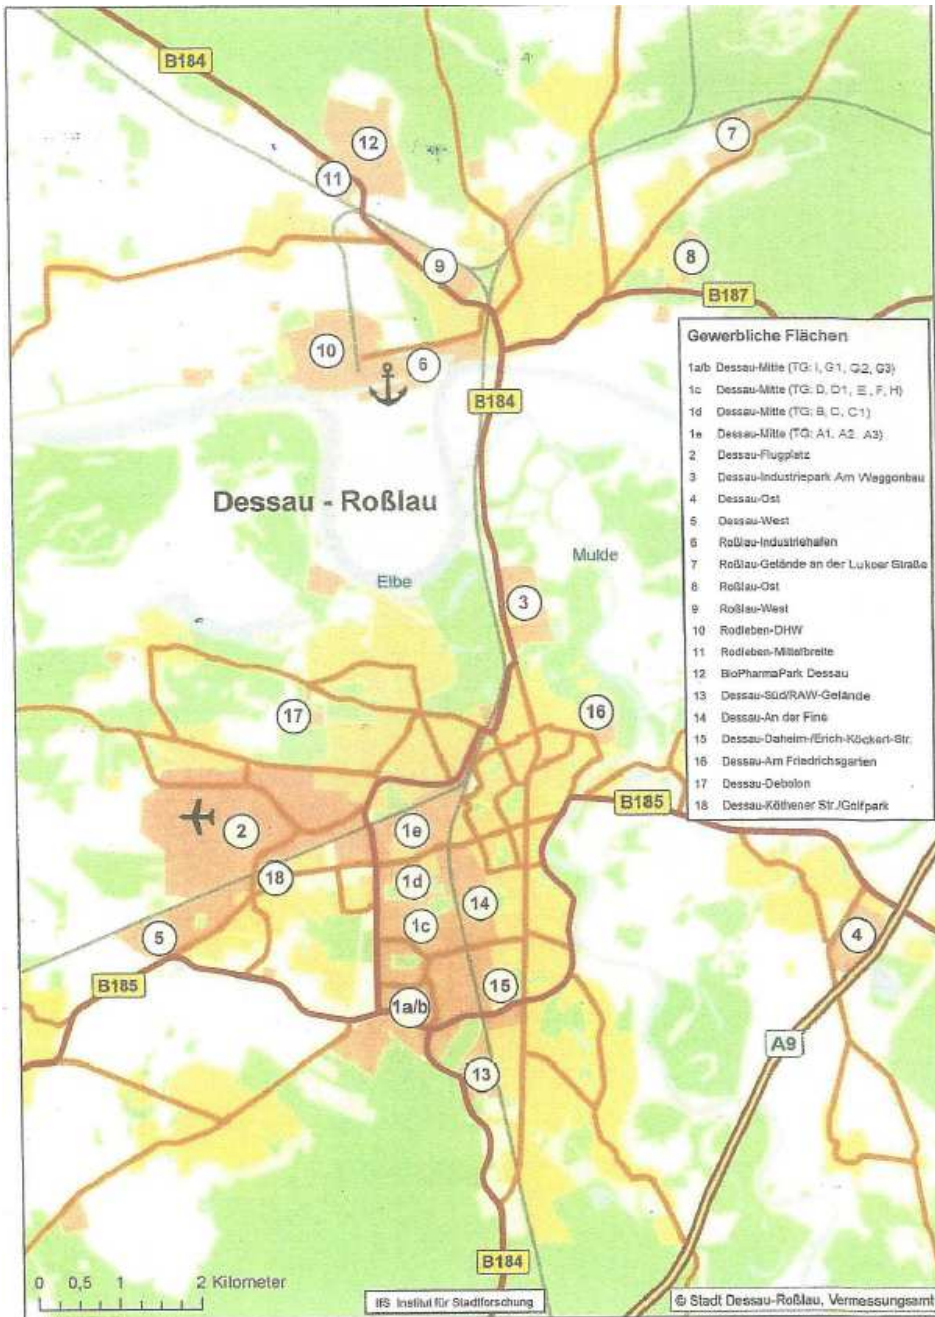 B184
12
7
11
8
9
B187
10
6
B184
Gewerbliche Flächen
1a/b Dessau-Mitte (TG: I, G1, G2, G3)
1c Dessau-Mitte (TG: D, D1, E, F, H)
1d Dessau-Mitte (TG: B, C, C1)
1e Dessau-Mitte (TG: A1, A2, A3)
2 Dessau-Flugplatz
3 Dessau-Industriepark Am Waggonbau
4 Dessau-Ost
5 Dessau-West
6 Roßlau-Industriehafen
7 Roßlau-Gelände an der Lukoer Straße
8 Roßlau-Ost
9 Roßlau-West
10 Rodleben-DHW
11 Rodleben-Mittelbreite
12 BioPharmaPark Dessau
13 Dessau-Süd/RAW-Gelände
14 Dessau-An der Fine
15 Dessau-Daheim-/Erich-Köckert-Str.
16 Dessau-Am Friedrichsgarten
17 Dessau-Debolon
18 Dessau-Köthener Str./Golfpark
Dessau - Roßlau
Mulde
Elbe
3
16
17
B185
2
1e
18
1d
14
1c
5
4
B185
15
1a/b
A9
13
B184
0 0,5 1 2 Kilometer
IfS Institut für Stadtforschung
© Stadt Dessau-Roßlau, Vermessungsamt